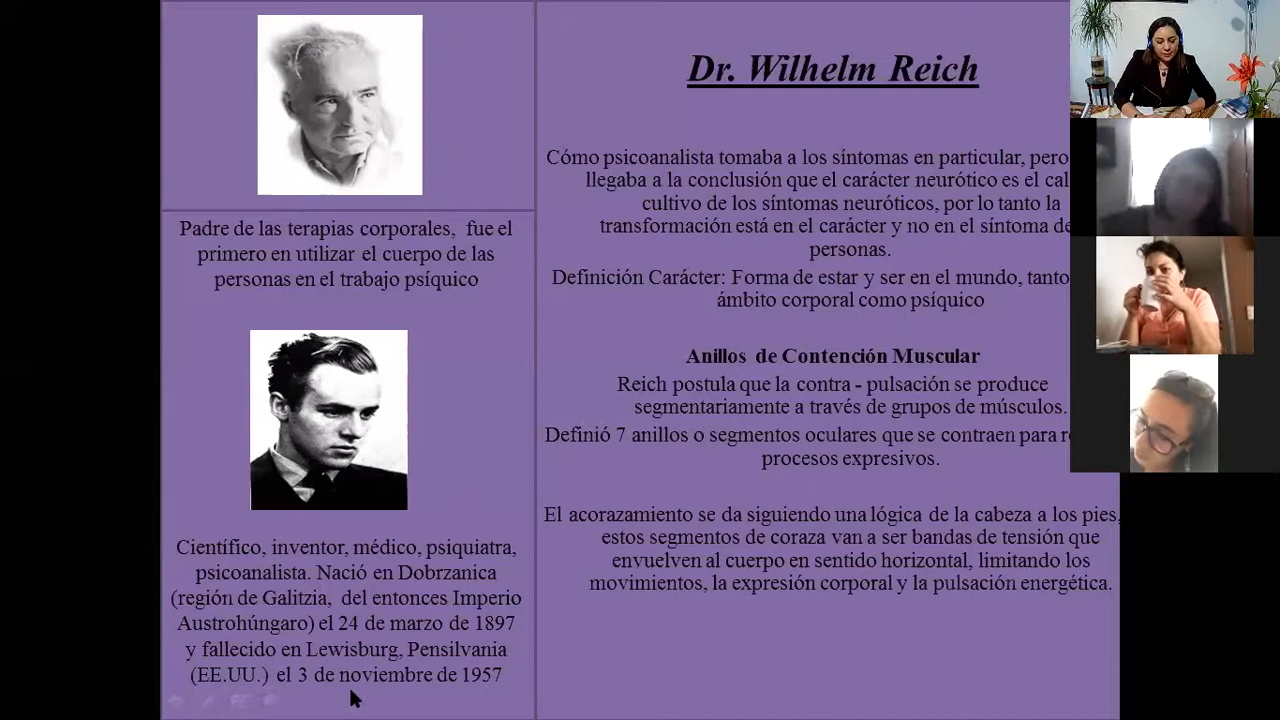 Padre de las terapias corporales, fue el
primero en utilizar el cuerpo de las
personas en el trabajo psíquico
Científico, inventor, médico, psiquiatra,
psicoanalista. Nació en Dobrzanica
(región de Galitzia, del entonces Imperio
Austrohúngaro) el 24 de marzo de 1897
y fallecido en Lewisburg, Pensilvania
(EE.UU.) el 3 de noviembre de 1957
Dr. Wilhelm Reich
Cómo psicoanalista tomaba a los síntomas en particular, pero
llegaba a la conclusión que el carácter neurótico es el
cultivo de los síntomas neuróticos, por lo tanto la
transformación está en el carácter y no en el síntoma
personas.
Definición Carácter: Forma de estar y ser en el mundo, tanto
ámbito corporal como psíquico
Anillos de Contención Muscular
Reich postula que la contra - pulsación se produce
segmentariamente a través de grupos de músculos.
Definió 7 anillos o segmentos oculares que se contraen para
procesos expresivos.
El acorazamiento se da siguiendo una lógica de la cabeza a los pies,
estos segmentos de coraza van a ser bandas de tensión que
envuelven al cuerpo en sentido horizontal, limitando los
movimientos, la expresión corporal y la pulsación energética.